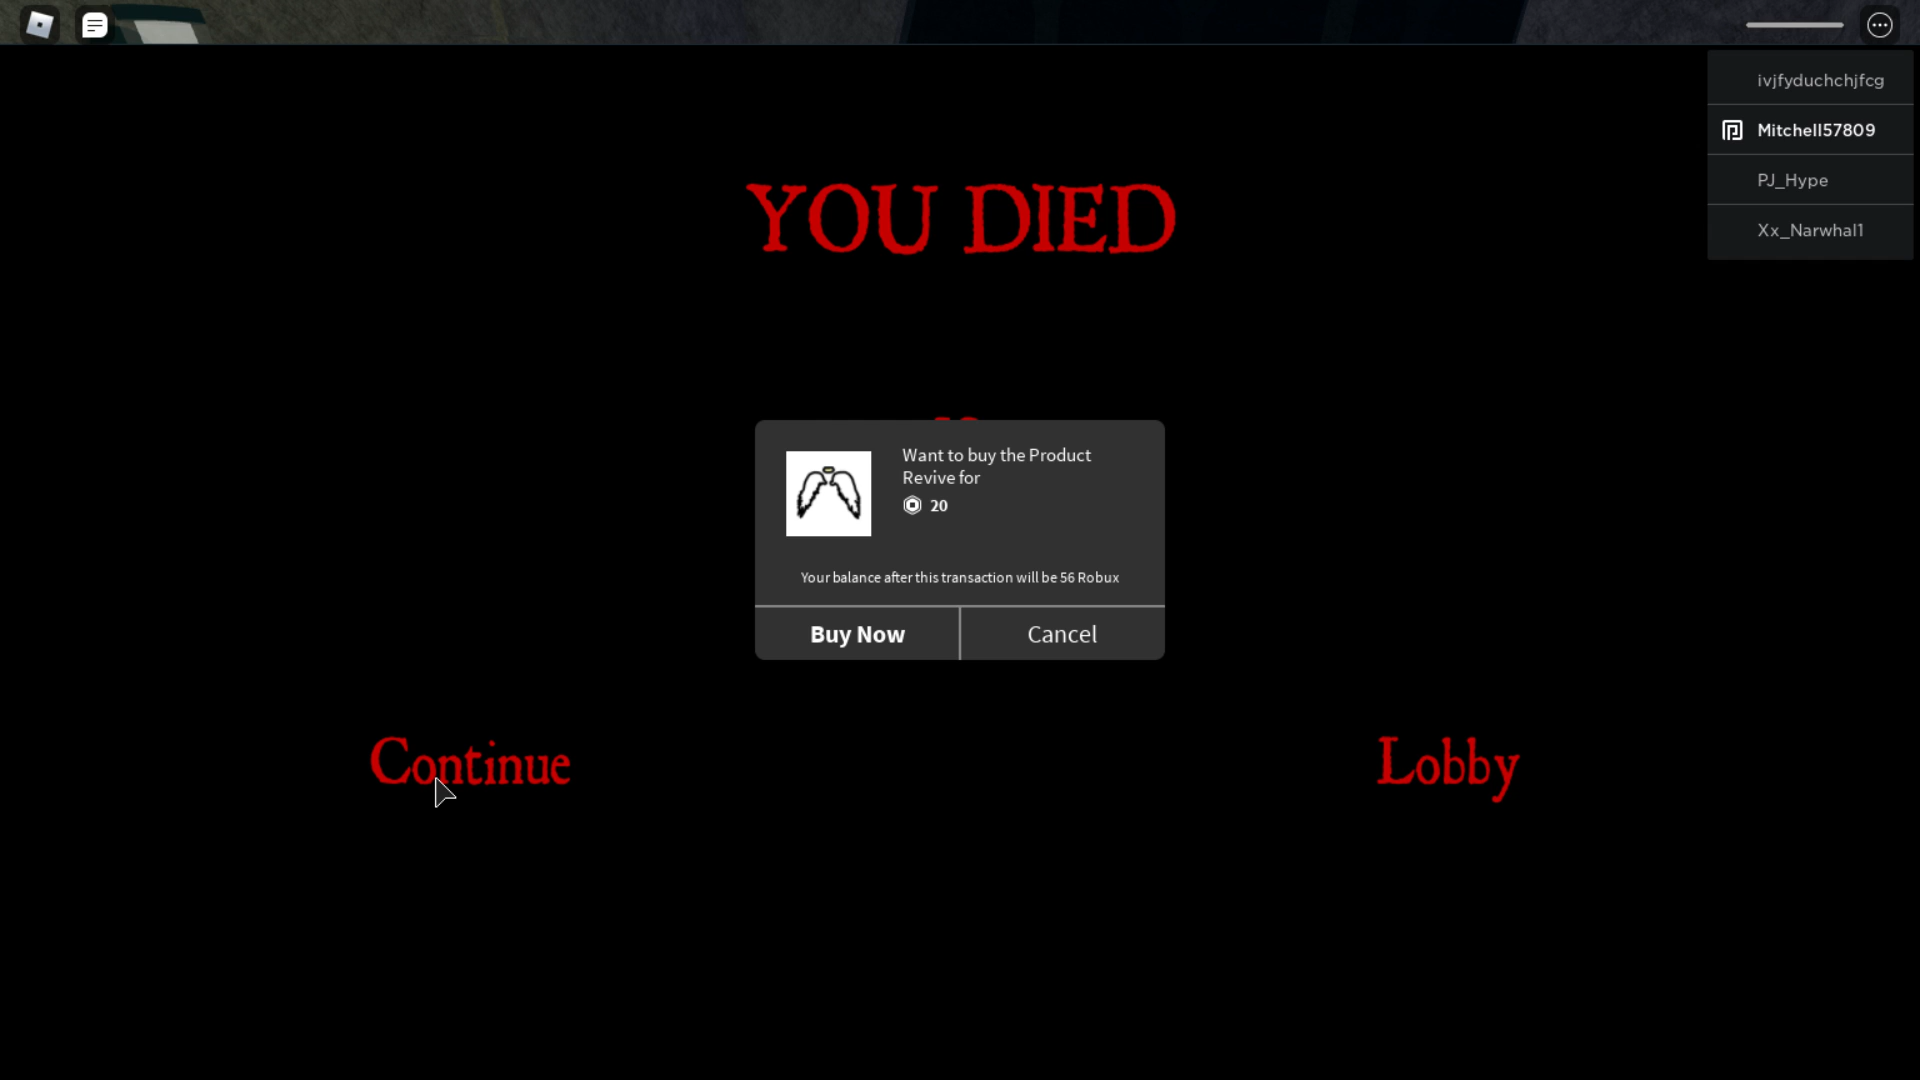 ivjfyduchchjfcg
Mitchell57809
PJ_Hype
Xx_Narwhal1
YOU DIED
Want to buy the Product
Revive for
20
Your balance after this transaction will be 56 Robux
Buy Now
Cancel
Continue
Lobby